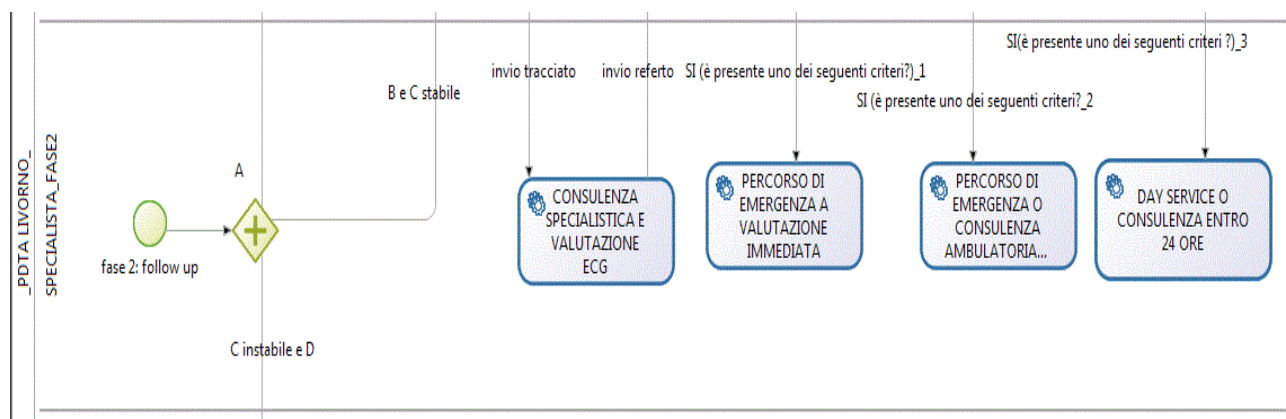 _PDTA LIVORNO_
SPECIALISTA_FASE2
fase 2: follow up
A
B e C stabile
C instabile e D
invio tracciato
invio referto
SI (è presente uno dei seguenti criteri?)_1
SI (è presente uno dei seguenti criteri?_2
SI(è presente uno dei seguenti criteri ?)_3
CONSULENZA
SPECIALISTICA E
VALUTAZIONE
ECG
PERCORSO DI
EMERGENZA A
VALUTAZIONE
IMMEDIATA
PERCORSO DI
EMERGENZA O
CONSULENZA
AMBULATORIA...
DAY SERVICE O
CONSULENZA ENTRO
24 ORE